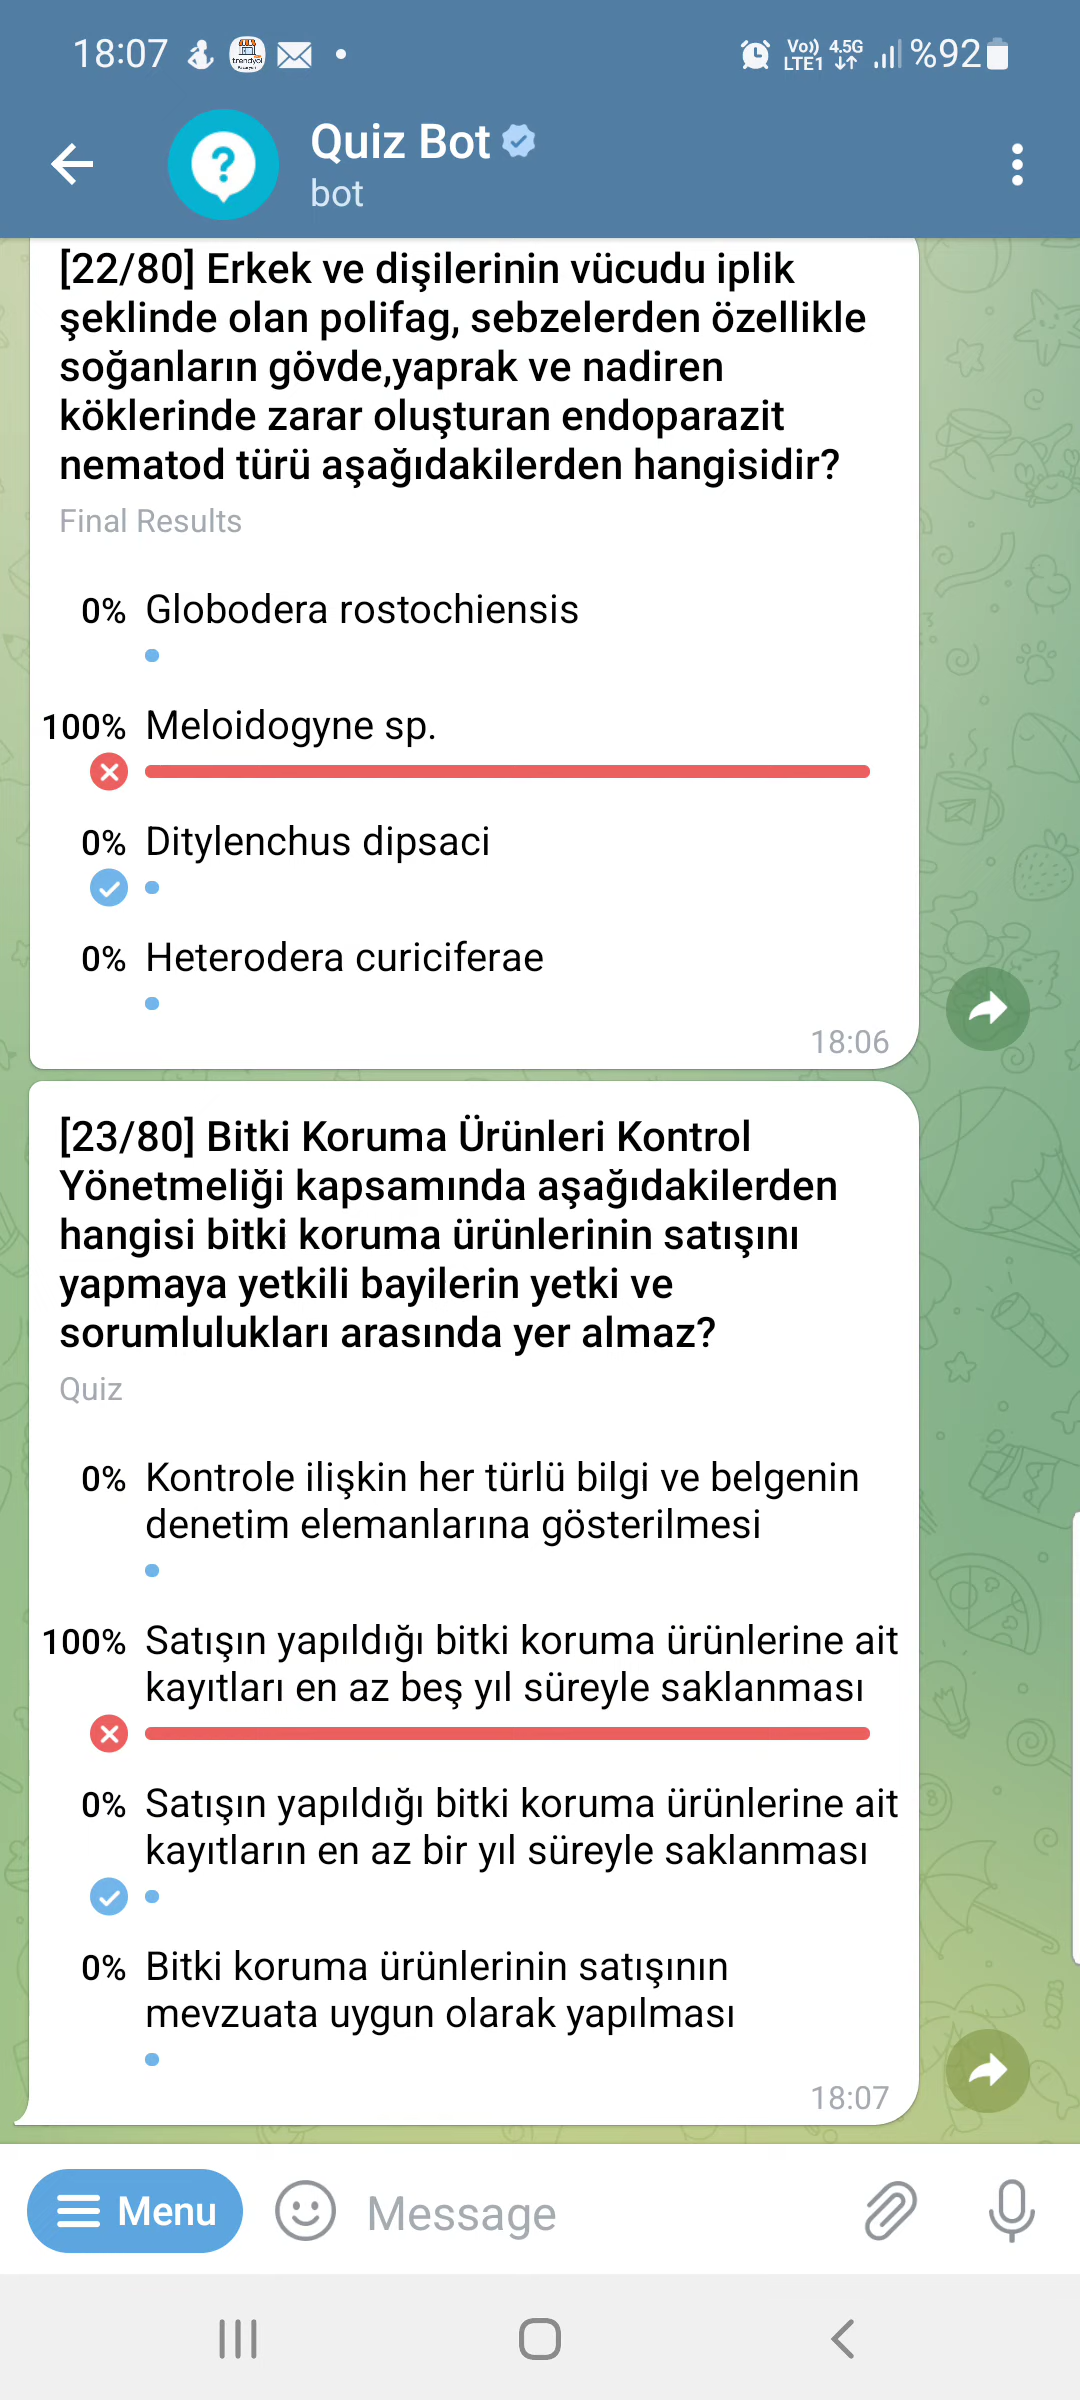 18:07
trendyol
Vo)) 4.5G
LTE1
%92
Quiz Bot
bot
[22/80] Erkek ve dişilerinin vücudu iplik
şeklinde olan polifag, sebzelerden özellikle
soğanların gövde,yaprak ve nadiren
köklerinde zarar oluşturan endoparazit
nematod türü aşağıdakilerden hangisidir?
Final Results
0% Globodera rostochiensis
100% Meloidogyne sp.
0% Ditylenchus dipsaci
0% Heterodera curiciferae
18:06
[23/80] Bitki Koruma Ürünleri Kontrol
Yönetmeliği kapsamında aşağıdakilerden
hangisi bitki koruma ürünlerinin satışını
yapmaya yetkili bayilerin yetki ve
sorumlulukları arasında yer almaz?
Quiz
0% Kontrole ilişkin her türlü bilgi ve belgenin
denetim elemanlarına gösterilmesi
100% Satışın yapıldığı bitki koruma ürünlerine ait
kayıtları en az beş yıl süreyle saklanması
0% Satışın yapıldığı bitki koruma ürünlerine ait
kayıtların en az bir yıl süreyle saklanması
0% Bitki koruma ürünlerinin satışının
mevzuata uygun olarak yapılması
18:07
Menu
Message